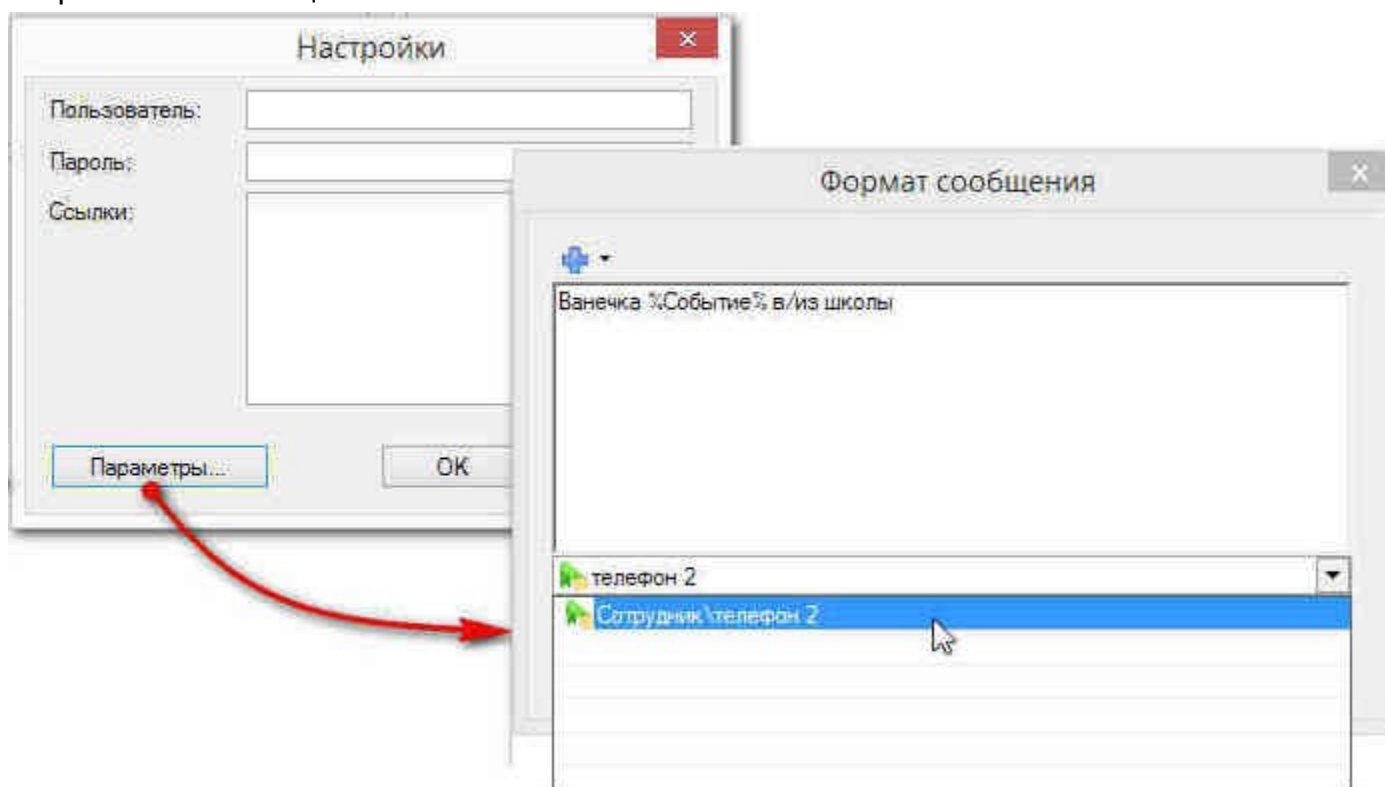 Настройки
Пользователь:
Пароль:
Ссылки:
Параметры...
OK
Формат сообщения
Ванечка %Событие% в/из школы
телефон 2
Сотрудник\телефон 2